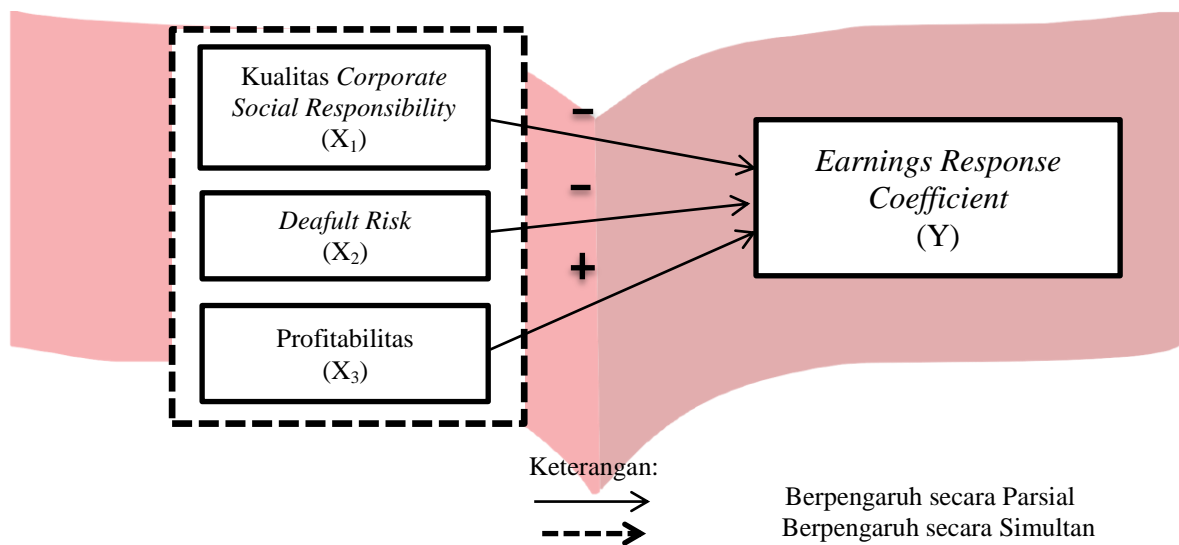 Kualitas Corporate
Social Responsibility
(X₁)
Deafult Risk
(X₂)
Profitabilitas
(X₃)
–
–
+
Earnings Response
Coefficient
(Y)
Keterangan:
Berpengaruh secara Parsial
Berpengaruh secara Simultan